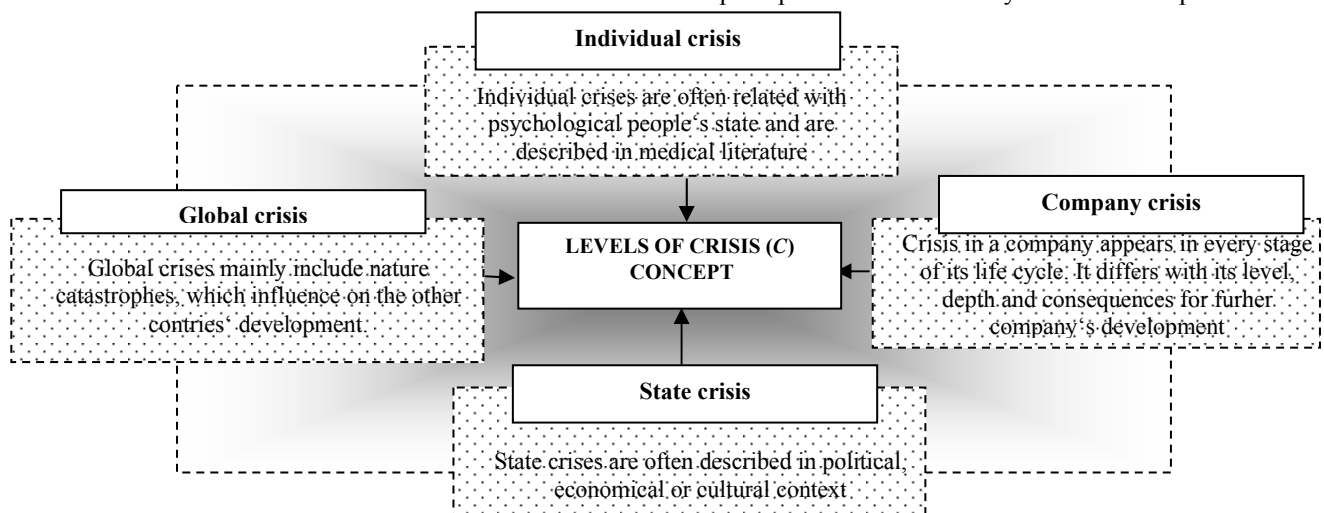 Individual crisis
Individual crises are often related with
psychological people‘s state and are
described in medical literature
Global crisis
Global crises mainly include nature
catastrophes, which influence on the other
contries‘ development.
LEVELS OF CRISIS (C)
CONCEPT
Company crisis
Crisis in a company appears in every stage
of its life cycle. It differs with its level,
depth and consequences for furher
company‘s development
State crisis
State crises are often described in political,
economical or cultural context